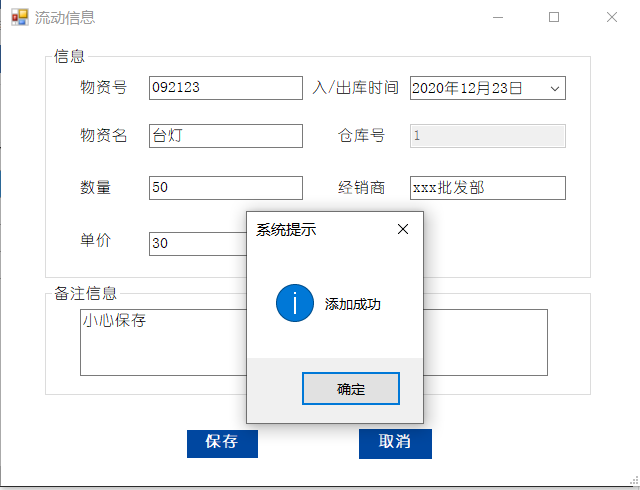 流动信息
信息
物资号 092123 入/出库时间 2020年12月23日
物资名 台灯 仓库号 1
数量 50 经销商 xxx批发部
单价 30
系统提示
添加成功
确定
备注信息
小心保存
保存 取消